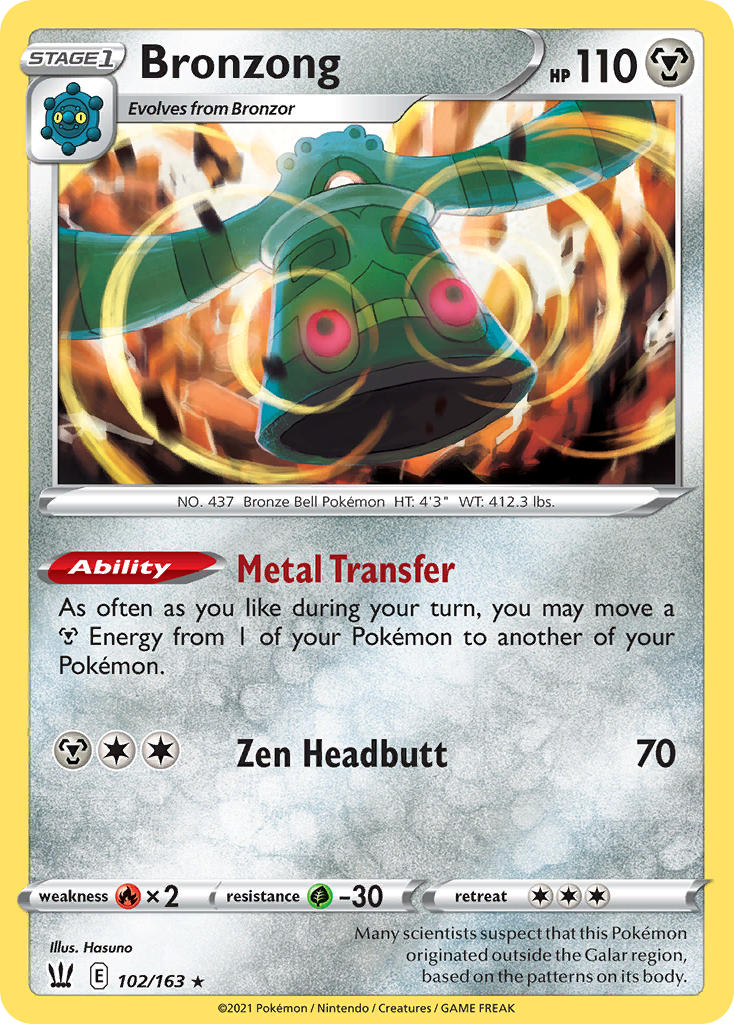 STAGE 1
Bronzong
HP 110
Evolves from Bronzor
NO. 437 Bronze Bell Pokémon HT: 4'3" WT: 412.3 lbs.
Ability Metal Transfer
As often as you like during your turn, you may move a
Energy from 1 of your Pokémon to another of your
Pokémon.
Zen Headbutt 70
weakness ×2 resistance -30 retreat
Many scientists suspect that this Pokémon
originated outside the Galar region,
based on the patterns on its body.
Illus. Hasuno
E 102/163 ★
©2021 Pokémon / Nintendo / Creatures / GAME FREAK